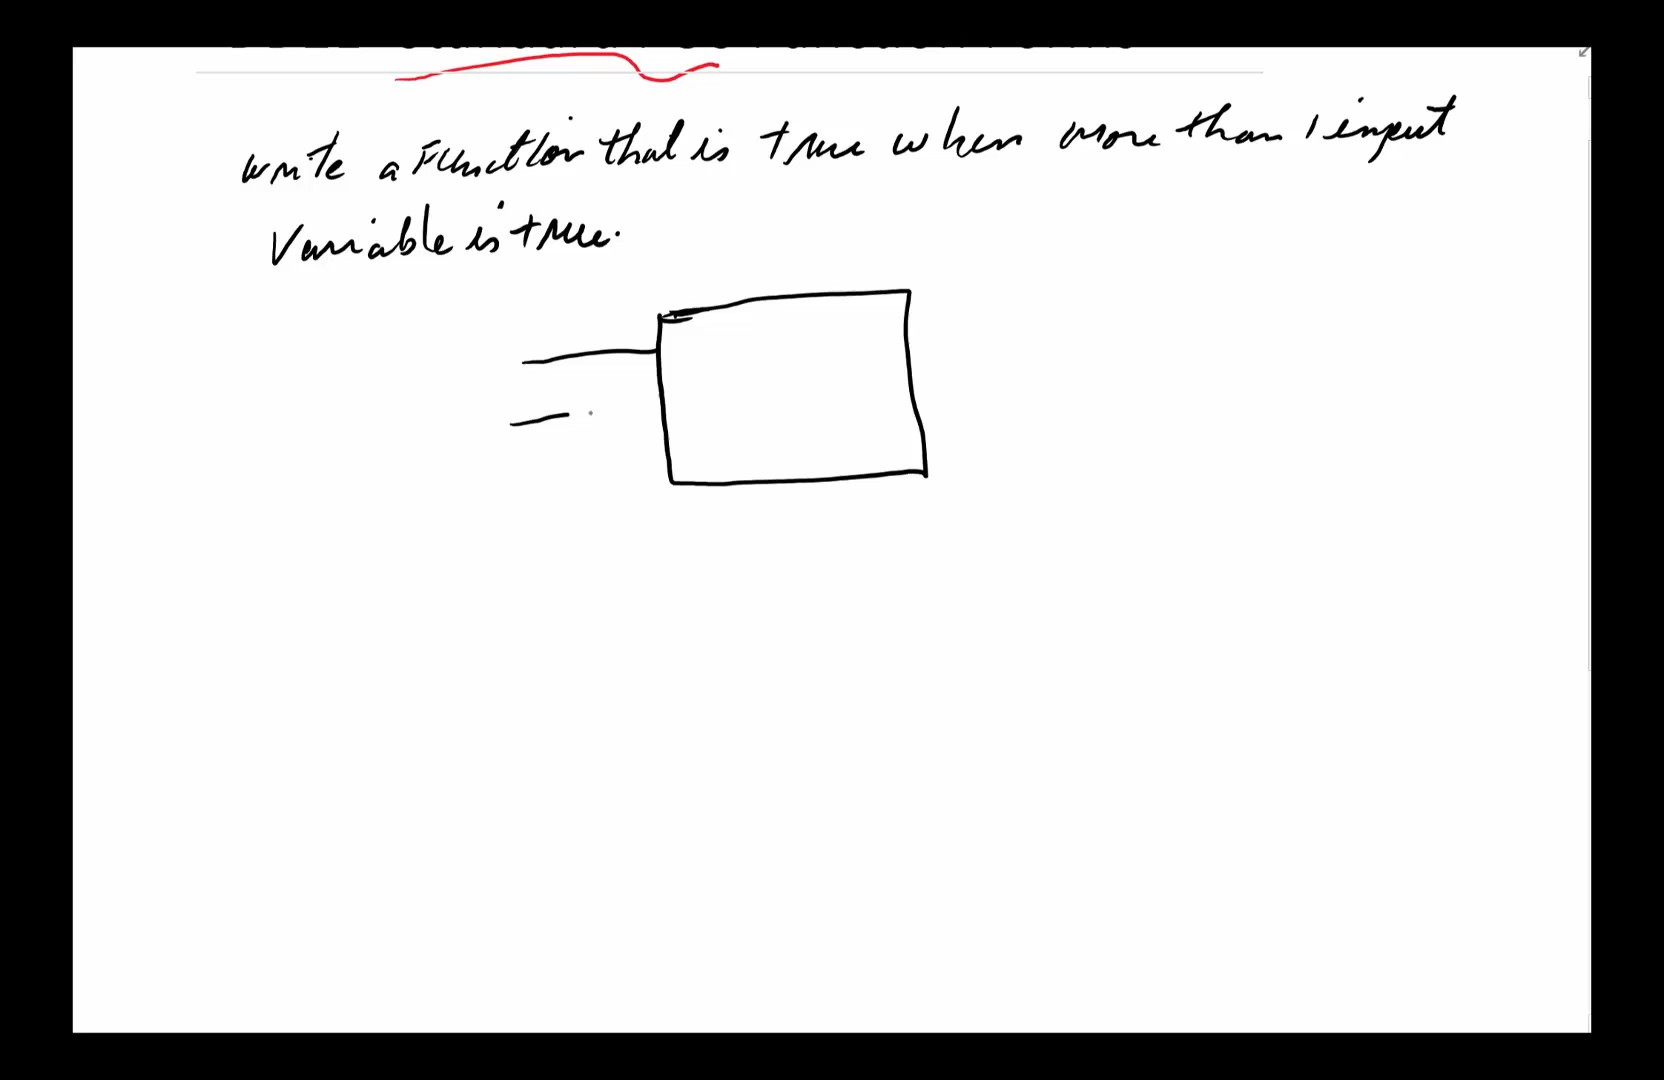 write a Function that is true when more than 1 input
Variable is true.